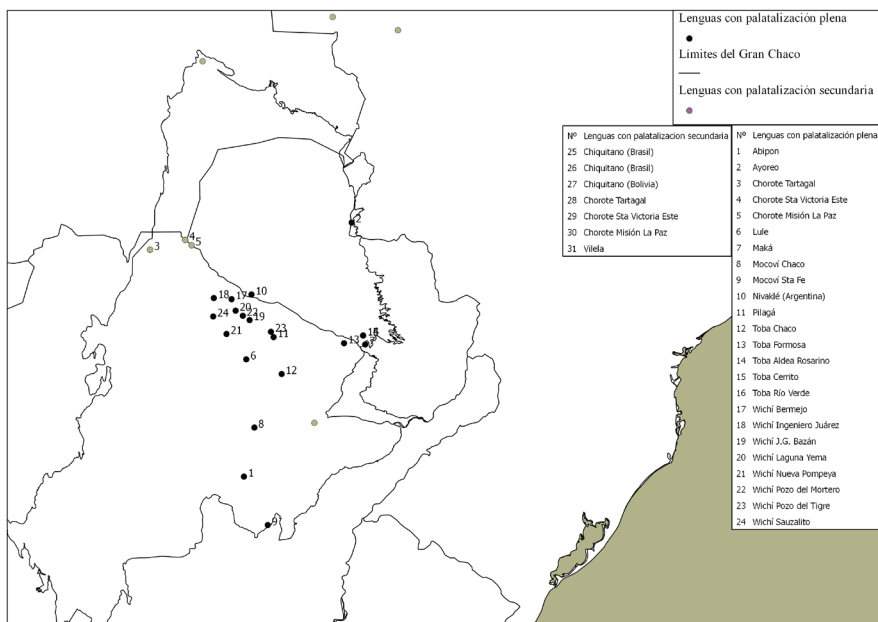 Lenguas con palatalización plena
Límites del Gran Chaco
Lenguas con palatalización secundaria
Nº Lenguas con palatalizacion secundaria
25 Chiquitano (Brasil)
26 Chiquitano (Brasil)
27 Chiquitano (Bolivia)
28 Chorote Tartagal
29 Chorote Sta Victoria Este
30 Chorote Misión La Paz
31 Vilela
Nº Lenguas con palatalización plena
1 Abipon
2 Ayoreo
3 Chorote Tartagal
4 Chorote Sta Victoria Este
5 Chorote Misión La Paz
6 Lule
7 Maká
8 Mocoví Chaco
9 Mocoví Sta Fe
10 Nivaklé (Argentina)
11 Pilagá
12 Toba Chaco
13 Toba Formosa
14 Toba Aldea Rosarino
15 Toba Cerrito
16 Toba Río Verde
17 Wichí Bermejo
18 Wichí Ingeniero Juárez
19 Wichí J.G. Bazán
20 Wichí Laguna Yema
21 Wichí Nueva Pompeya
22 Wichí Pozo del Mortero
23 Wichí Pozo del Tigre
24 Wichí Sauzalito
2
4
5
3
10
18
17
20
22
24
19
23
21
11
13
6
12
8
1
9